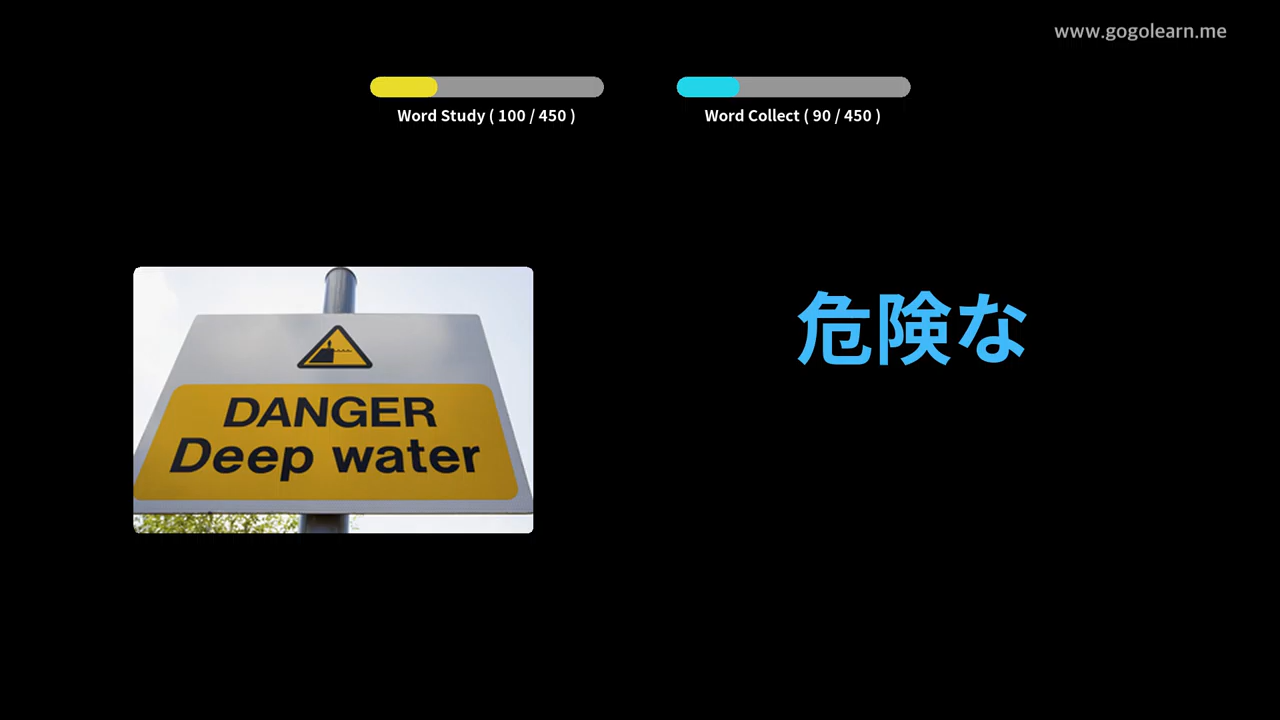 www.gogolearn.me
Word Study ( 100 / 450 )
Word Collect ( 90 / 450 )
DANGER
Deep water
危険な